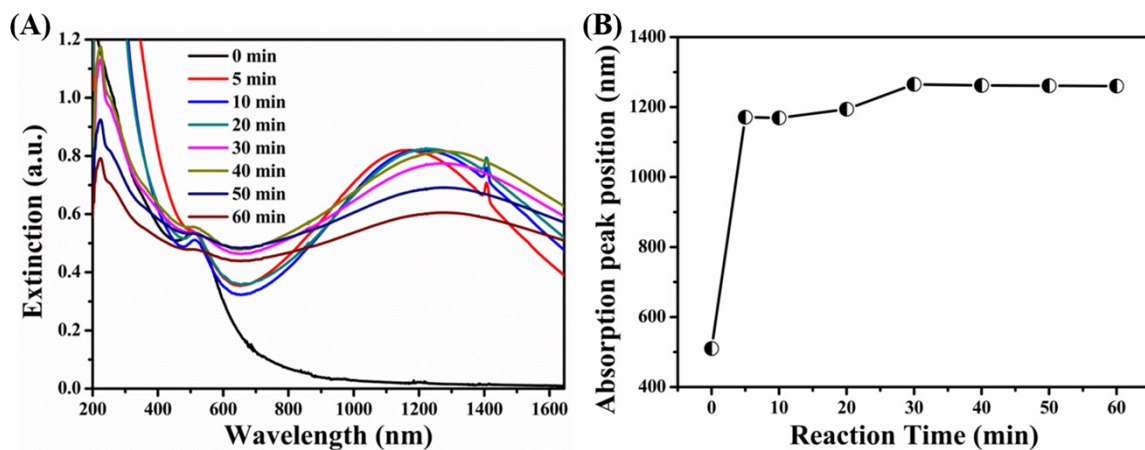 (A)
Extinction (a.u.)
1.2
1.0
0.8
0.6
0.4
0.2
0.0
0 min
5 min
10 min
20 min
30 min
40 min
50 min
60 min
200 400 600 800 1000 1200 1400 1600
Wavelength (nm)
(B)
Absorption peak position (nm)
1400
1200
1000
800
600
400
0 10 20 30 40 50 60
Reaction Time (min)